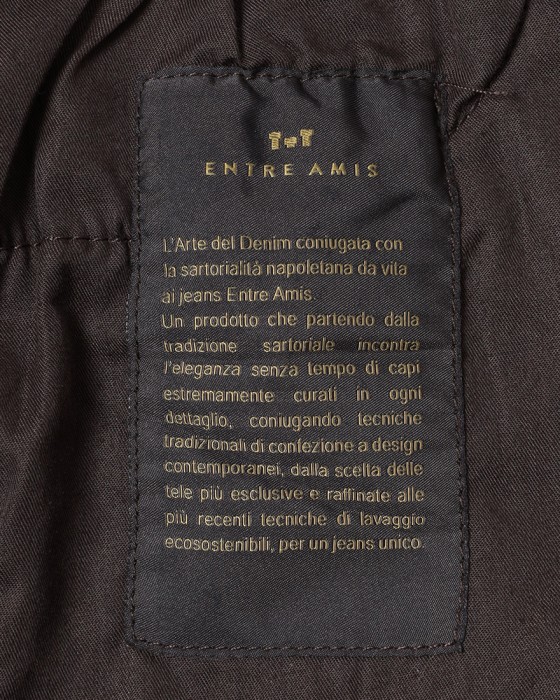 ENTRE AMIS
L'Arte del Denim coniugata con
la sartorialità napoletana da vita
ai jeans Entre Amis.
Un prodotto che partendo dalla
tradizione sartoriale incontra
l'eleganza senza tempo di capi
estremamente curati in ogni
dettaglio, coniugando tecniche
tradizionali di confezione a design
contemporanei, dalla scelta delle
tele più esclusive e raffinate alle
più recenti tecniche di lavaggio
ecosostenibili, per un jeans unico.